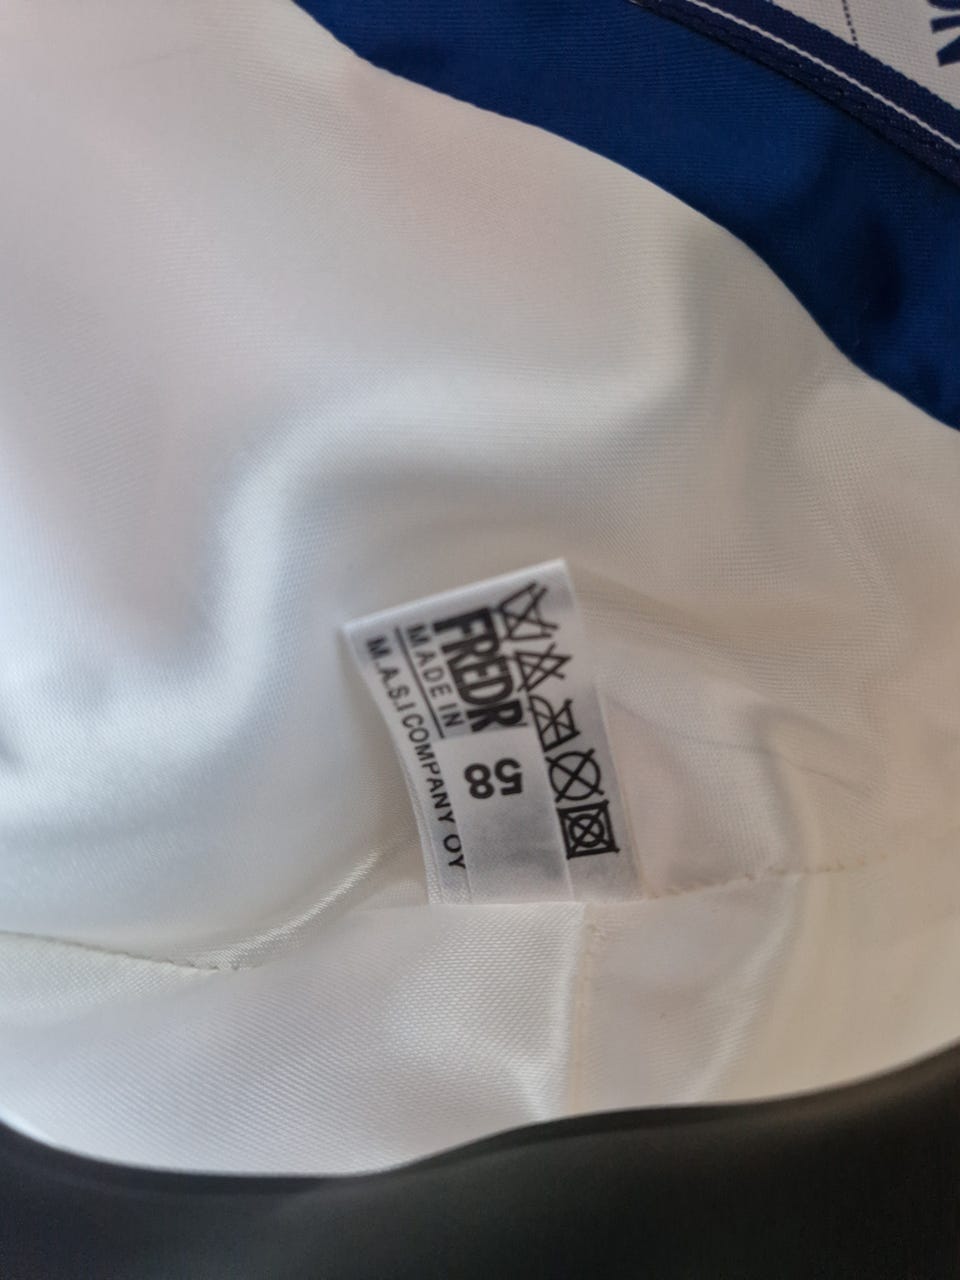 FREDR
MADE IN
M.A.S.I COMPANY OY
58